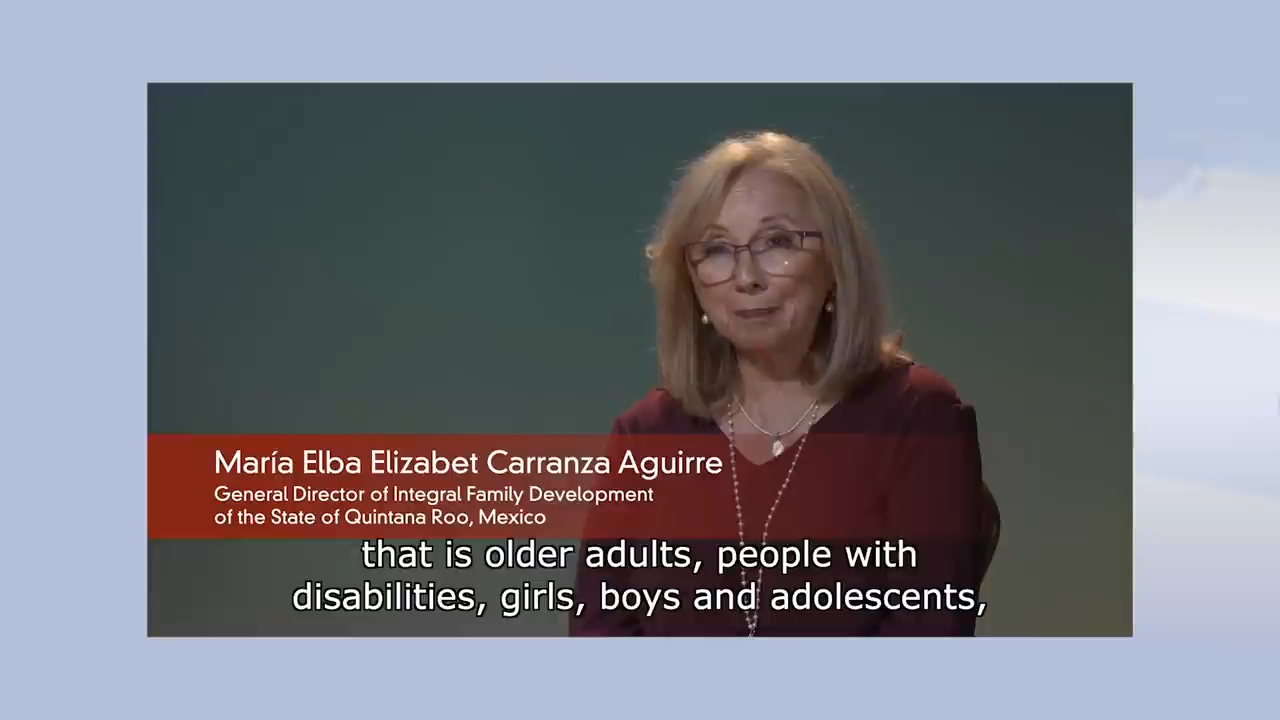 María Elba Elizabet Carranza Aguirre
General Director of Integral Family Development
of the State of Quintana Roo, Mexico
that is older adults, people with
disabilities, girls, boys and adolescents,